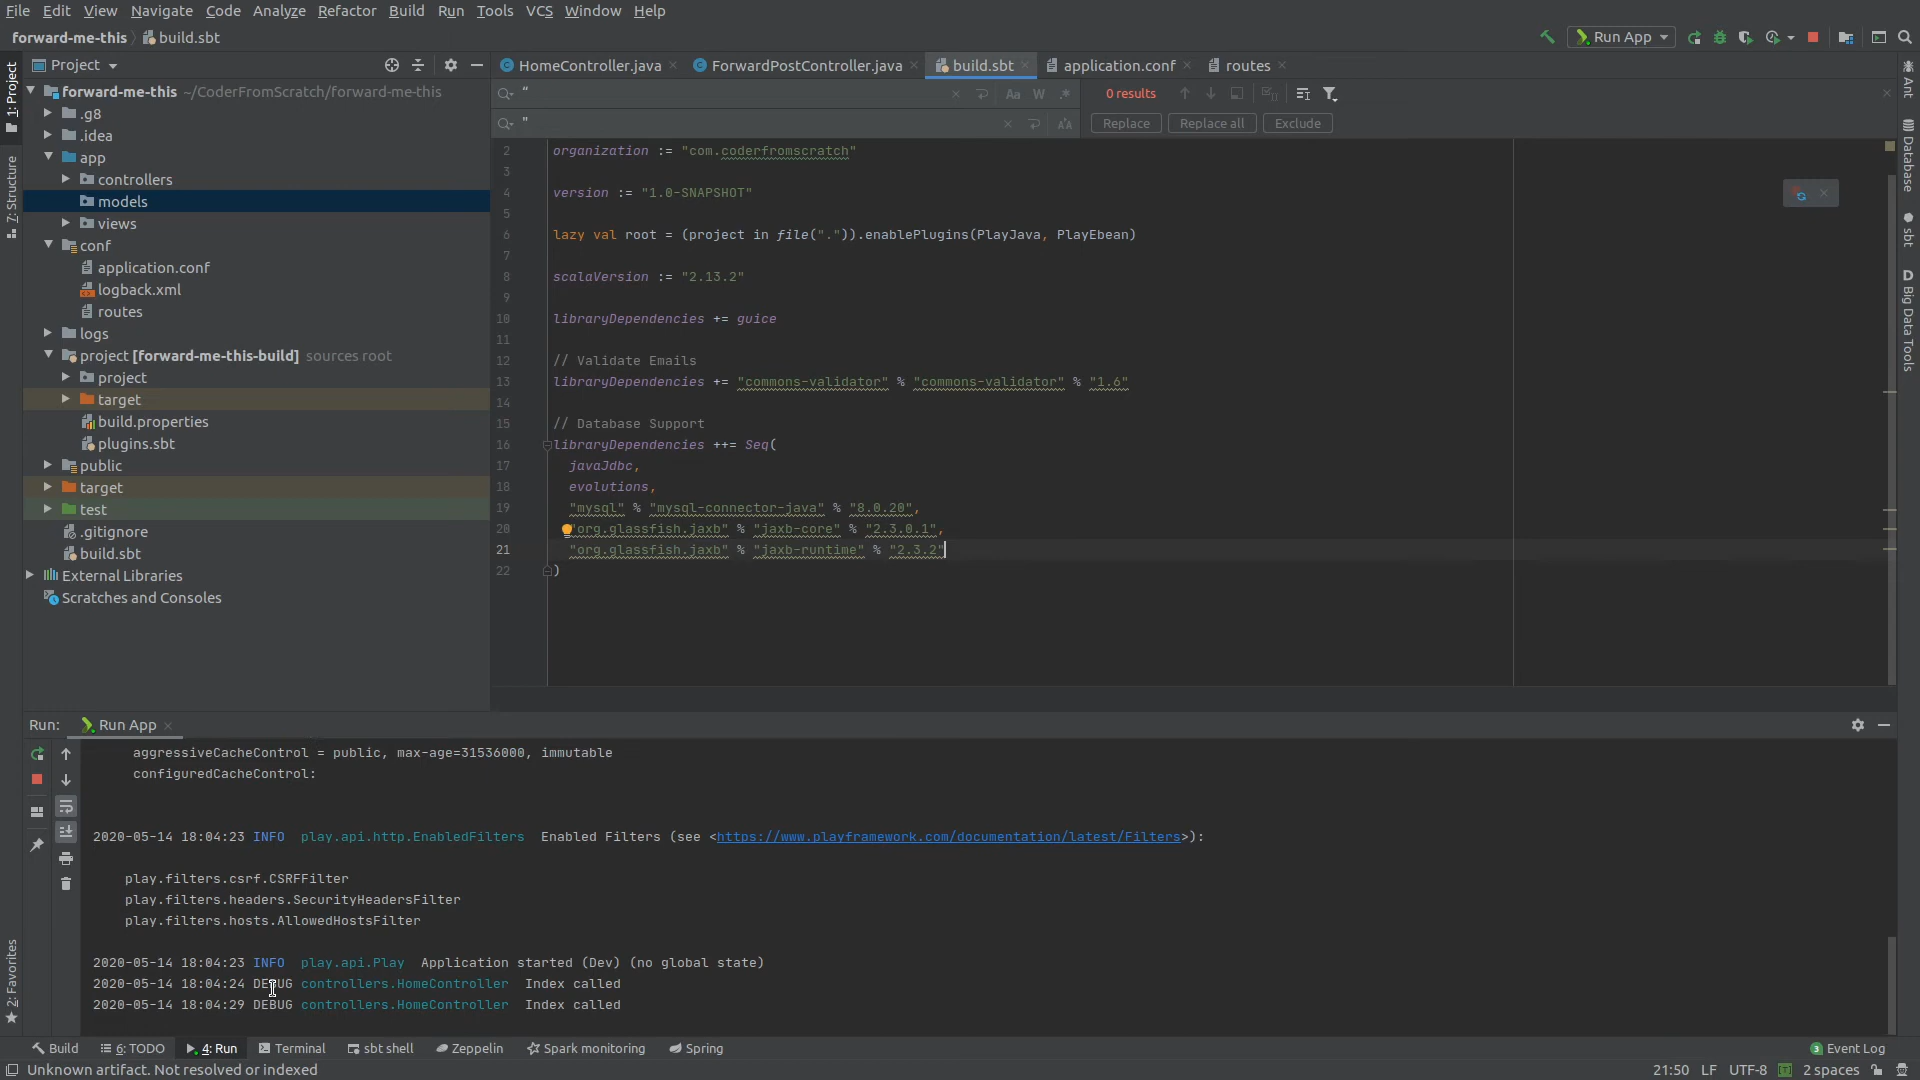 File Edit View Navigate Code Analyze Refactor Build Run Tools VCS Window Help
forward-me-this build.sbt
Run App
1: Project
7: Structure
2: Favorites
Project
forward-me-this ~/CoderFromScratch/forward-me-this
.g8
.idea
app
controllers
models
views
conf
application.conf
logback.xml
routes
logs
project [forward-me-this-build] sources root
project
target
build.properties
plugins.sbt
public
target
test
.gitignore
build.sbt
External Libraries
Scratches and Consoles
HomeController.java ForwardPostController.java build.sbt application.conf routes
“ Aa W .* 0 results
" Replace Replace all Exclude
2 organization := "com.coderfromscratch"
3
4 version := "1.0-SNAPSHOT"
5
6 lazy val root = (project in file(".")).enablePlugins(PlayJava, PlayEbean)
7
8 scalaVersion := "2.13.2"
9
10 libraryDependencies += guice
11
12 // Validate Emails
13 libraryDependencies += "commons-validator" % "commons-validator" % "1.6"
14
15 // Database Support
16 libraryDependencies ++= Seq(
17 javaJdbc,
18 evolutions,
19 "mysql" % "mysql-connector-java" % "8.0.20",
20 "org.glassfish.jaxb" % "jaxb-core" % "2.3.0.1",
21 "org.glassfish.jaxb" % "jaxb-runtime" % "2.3.2"
22 )
Ant
Database
sbt
D Big Data Tools
Run: Run App
aggressiveCacheControl = public, max-age=31536000, immutable
configuredCacheControl:
2020-05-14 18:04:23 INFO play.api.http.EnabledFilters Enabled Filters (see <https://www.playframework.com/documentation/latest/Filters>):
play.filters.csrf.CSRFFilter
play.filters.headers.SecurityHeadersFilter
play.filters.hosts.AllowedHostsFilter
2020-05-14 18:04:23 INFO play.api.Play Application started (Dev) (no global state)
2020-05-14 18:04:24 DEBUG controllers.HomeController Index called
2020-05-14 18:04:29 DEBUG controllers.HomeController Index called
Build 6: TODO 4: Run Terminal sbt shell Zeppelin Spark monitoring Spring 3 Event Log
Unknown artifact. Not resolved or indexed 21:50 LF UTF-8 [T] 2 spaces